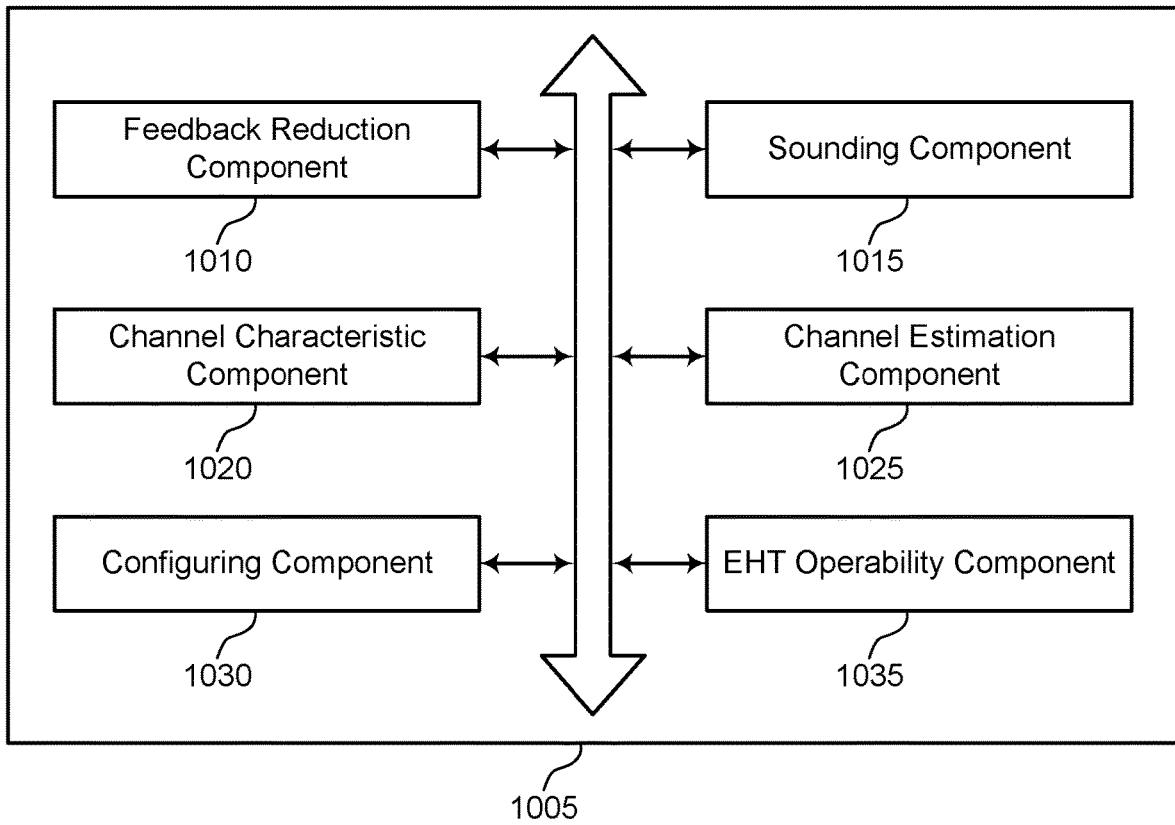 Feedback Reduction
Component
1010
Sounding Component
1015
Channel Characteristic
Component
1020
Channel Estimation
Component
1025
Configuring Component
1030
EHT Operability Component
1035
1005